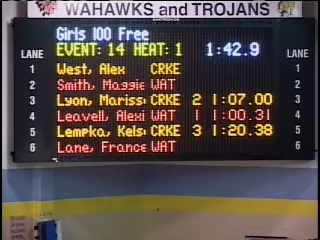 WAHAWKS and TROJANS
Girls 100 Free
EVENT: 14 HEAT: 1 1:42.9
LANE LANE
1 West, Alex CRKE 1
2 Smith, Maggie WAT 2
3 Lyon, Mariss CRKE 2 1:07.00 3
4 Leavell, Alexi WAT 1 1:00.31 4
5 Lempka, Kels CRKE 3 1:20.38 5
6 Lane, France WAT 6